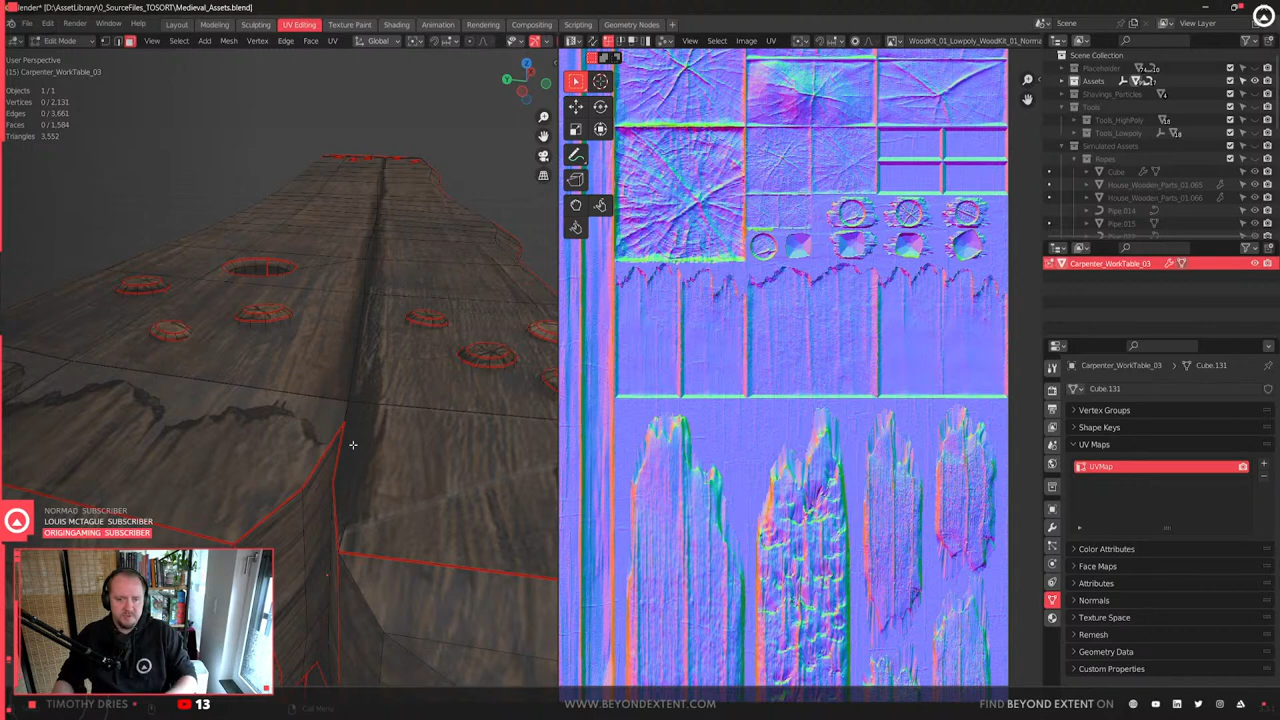 ender* [D:\AssetLibrary\0_SourceFiles_TOSORT\Medieval_Assets.blend]
File Edit Render Window Help
Layout Modeling Sculpting UV Editing Texture Paint Shading Animation Rendering Compositing Scripting Geometry Nodes +
Scene View Layer
Edit Mode View Select Add Mesh Vertex Edge Face UV Global
View Select Image UV WoodKit_01_Lowpoly_WoodKit_01_Norma
User Perspective
(15) Carpenter_WorkTable_03
Objects 1/1
Vertices 0/2,131
Edges 0/3,661
Faces 0/1,584
Triangles 3,552
Scene Collection
Placeholder
Assets
Shavings_Particles
Tools
Tools_HighPoly
Tools_Lowpoly
Simulated Assets
Ropes
Cube
House_Wooden_Parts_01.065
House_Wooden_Parts_01.066
Pipe.014
Pipe.015
Carpenter_WorkTable_03
Carpenter_WorkTable_03 Cube.131
Cube.131
Vertex Groups
Shape Keys
UV Maps
UVMap
Color Attributes
Face Maps
Attributes
Normals
Texture Space
Remesh
Geometry Data
Custom Properties
NORMAD SUBSCRIBER
LOUIS MCTAGUE SUBSCRIBER
ORIGINGAMING SUBSCRIBER
Call Menu
TIMOTHY DRIES 13 WWW.BEYONDEXTENT.COM FIND BEYOND EXTENT ON